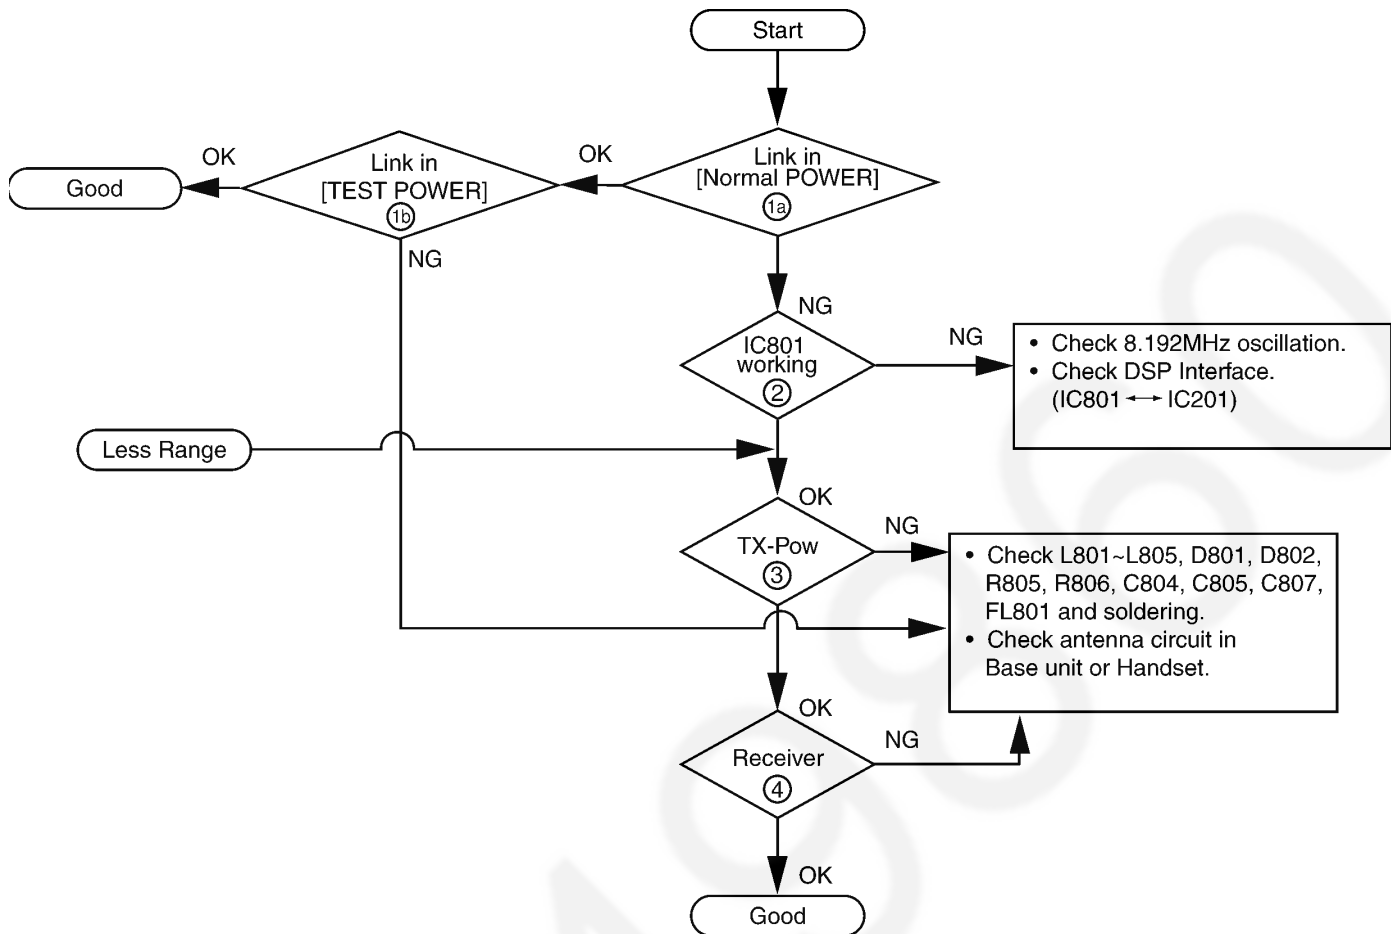 Start
Link in
[Normal POWER]
1a
OK
Link in
[TEST POWER]
1b
OK
Good
NG
NG
IC801
working
2
NG
• Check 8.192MHz oscillation.
• Check DSP Interface.
(IC801 ←→ IC201)
Less Range
OK
TX-Pow
3
NG
• Check L801~L805, D801, D802,
R805, R806, C804, C805, C807,
FL801 and soldering.
• Check antenna circuit in
Base unit or Handset.
OK
Receiver
4
NG
OK
Good